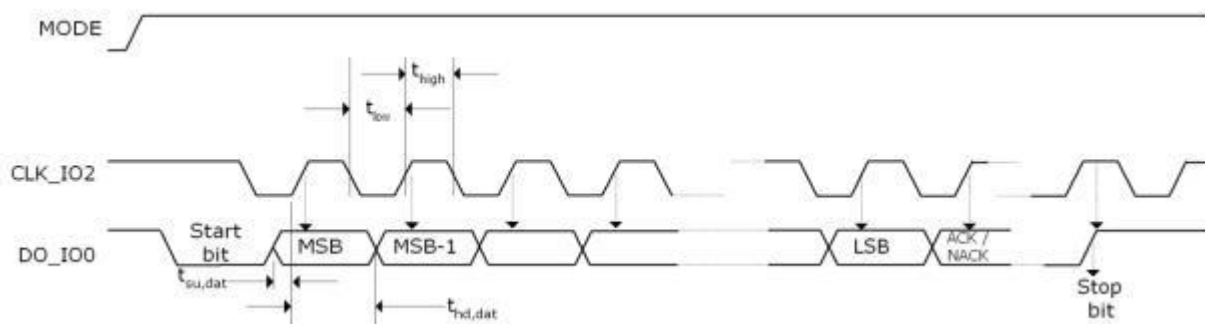 MODE
t_high
t_low
CLK_IO2
DO_IO0
Start
bit
MSB
MSB-1
LSB
ACK /
NACK
t_su,dat
t_hd,dat
Stop
bit